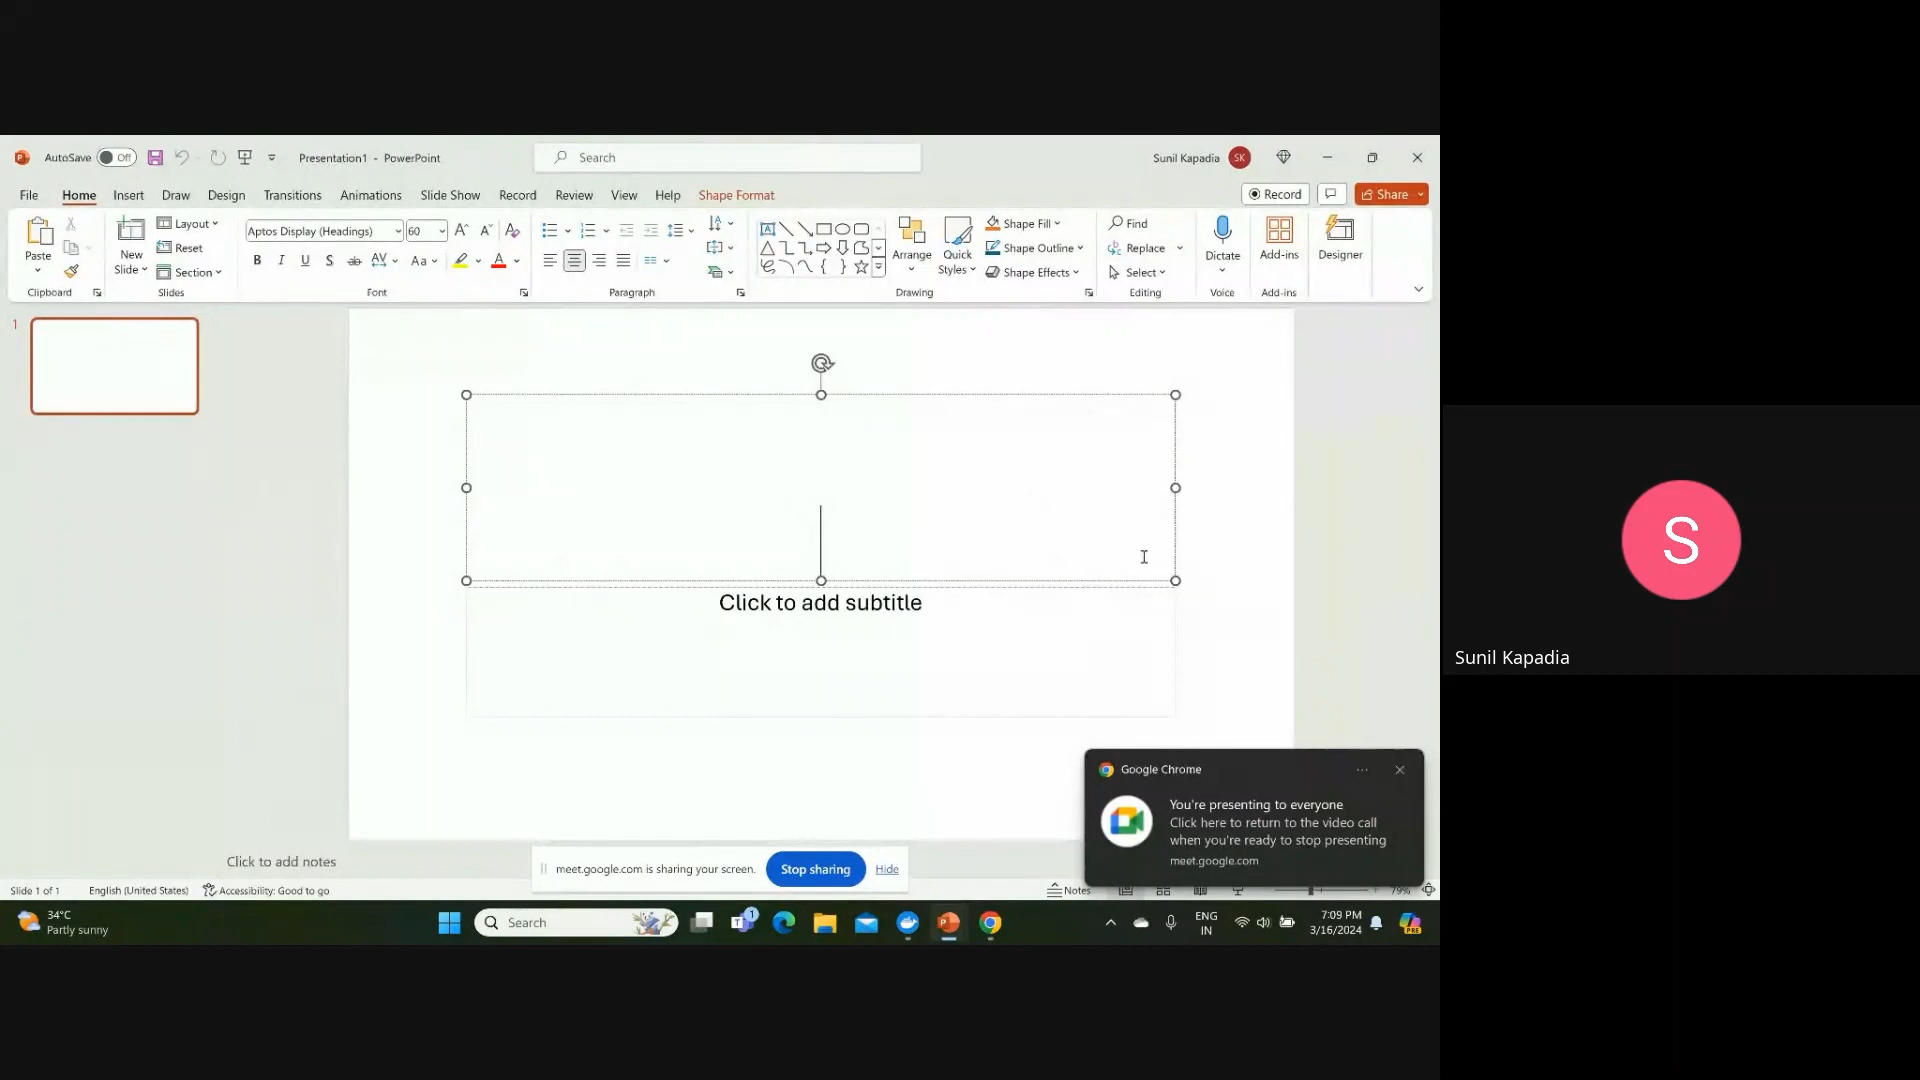 AutoSave Off Presentation1 - PowerPoint Search Sunil Kapadia SK
File Home Insert Draw Design Transitions Animations Slide Show Record Review View Help Shape Format Record Share
Paste
Clipboard
New
Slide
Layout
Reset
Section
Slides
Aptos Display (Headings) 60
B I U S ab AV Aa A
Font
Paragraph
Arrange
Quick
Styles
Shape Fill
Shape Outline
Shape Effects
Drawing
Find
Replace
Select
Editing
Dictate
Voice
Add-ins
Add-ins
Designer
1
Click to add subtitle
S
Sunil Kapadia
Google Chrome
You're presenting to everyone
Click here to return to the video call
when you're ready to stop presenting
meet.google.com
Click to add notes
meet.google.com is sharing your screen. Stop sharing Hide
Slide 1 of 1 English (United States) Accessibility: Good to go Notes 79%
34°C
Partly sunny
Search
1
ENG
IN
7:09 PM
3/16/2024
PRE